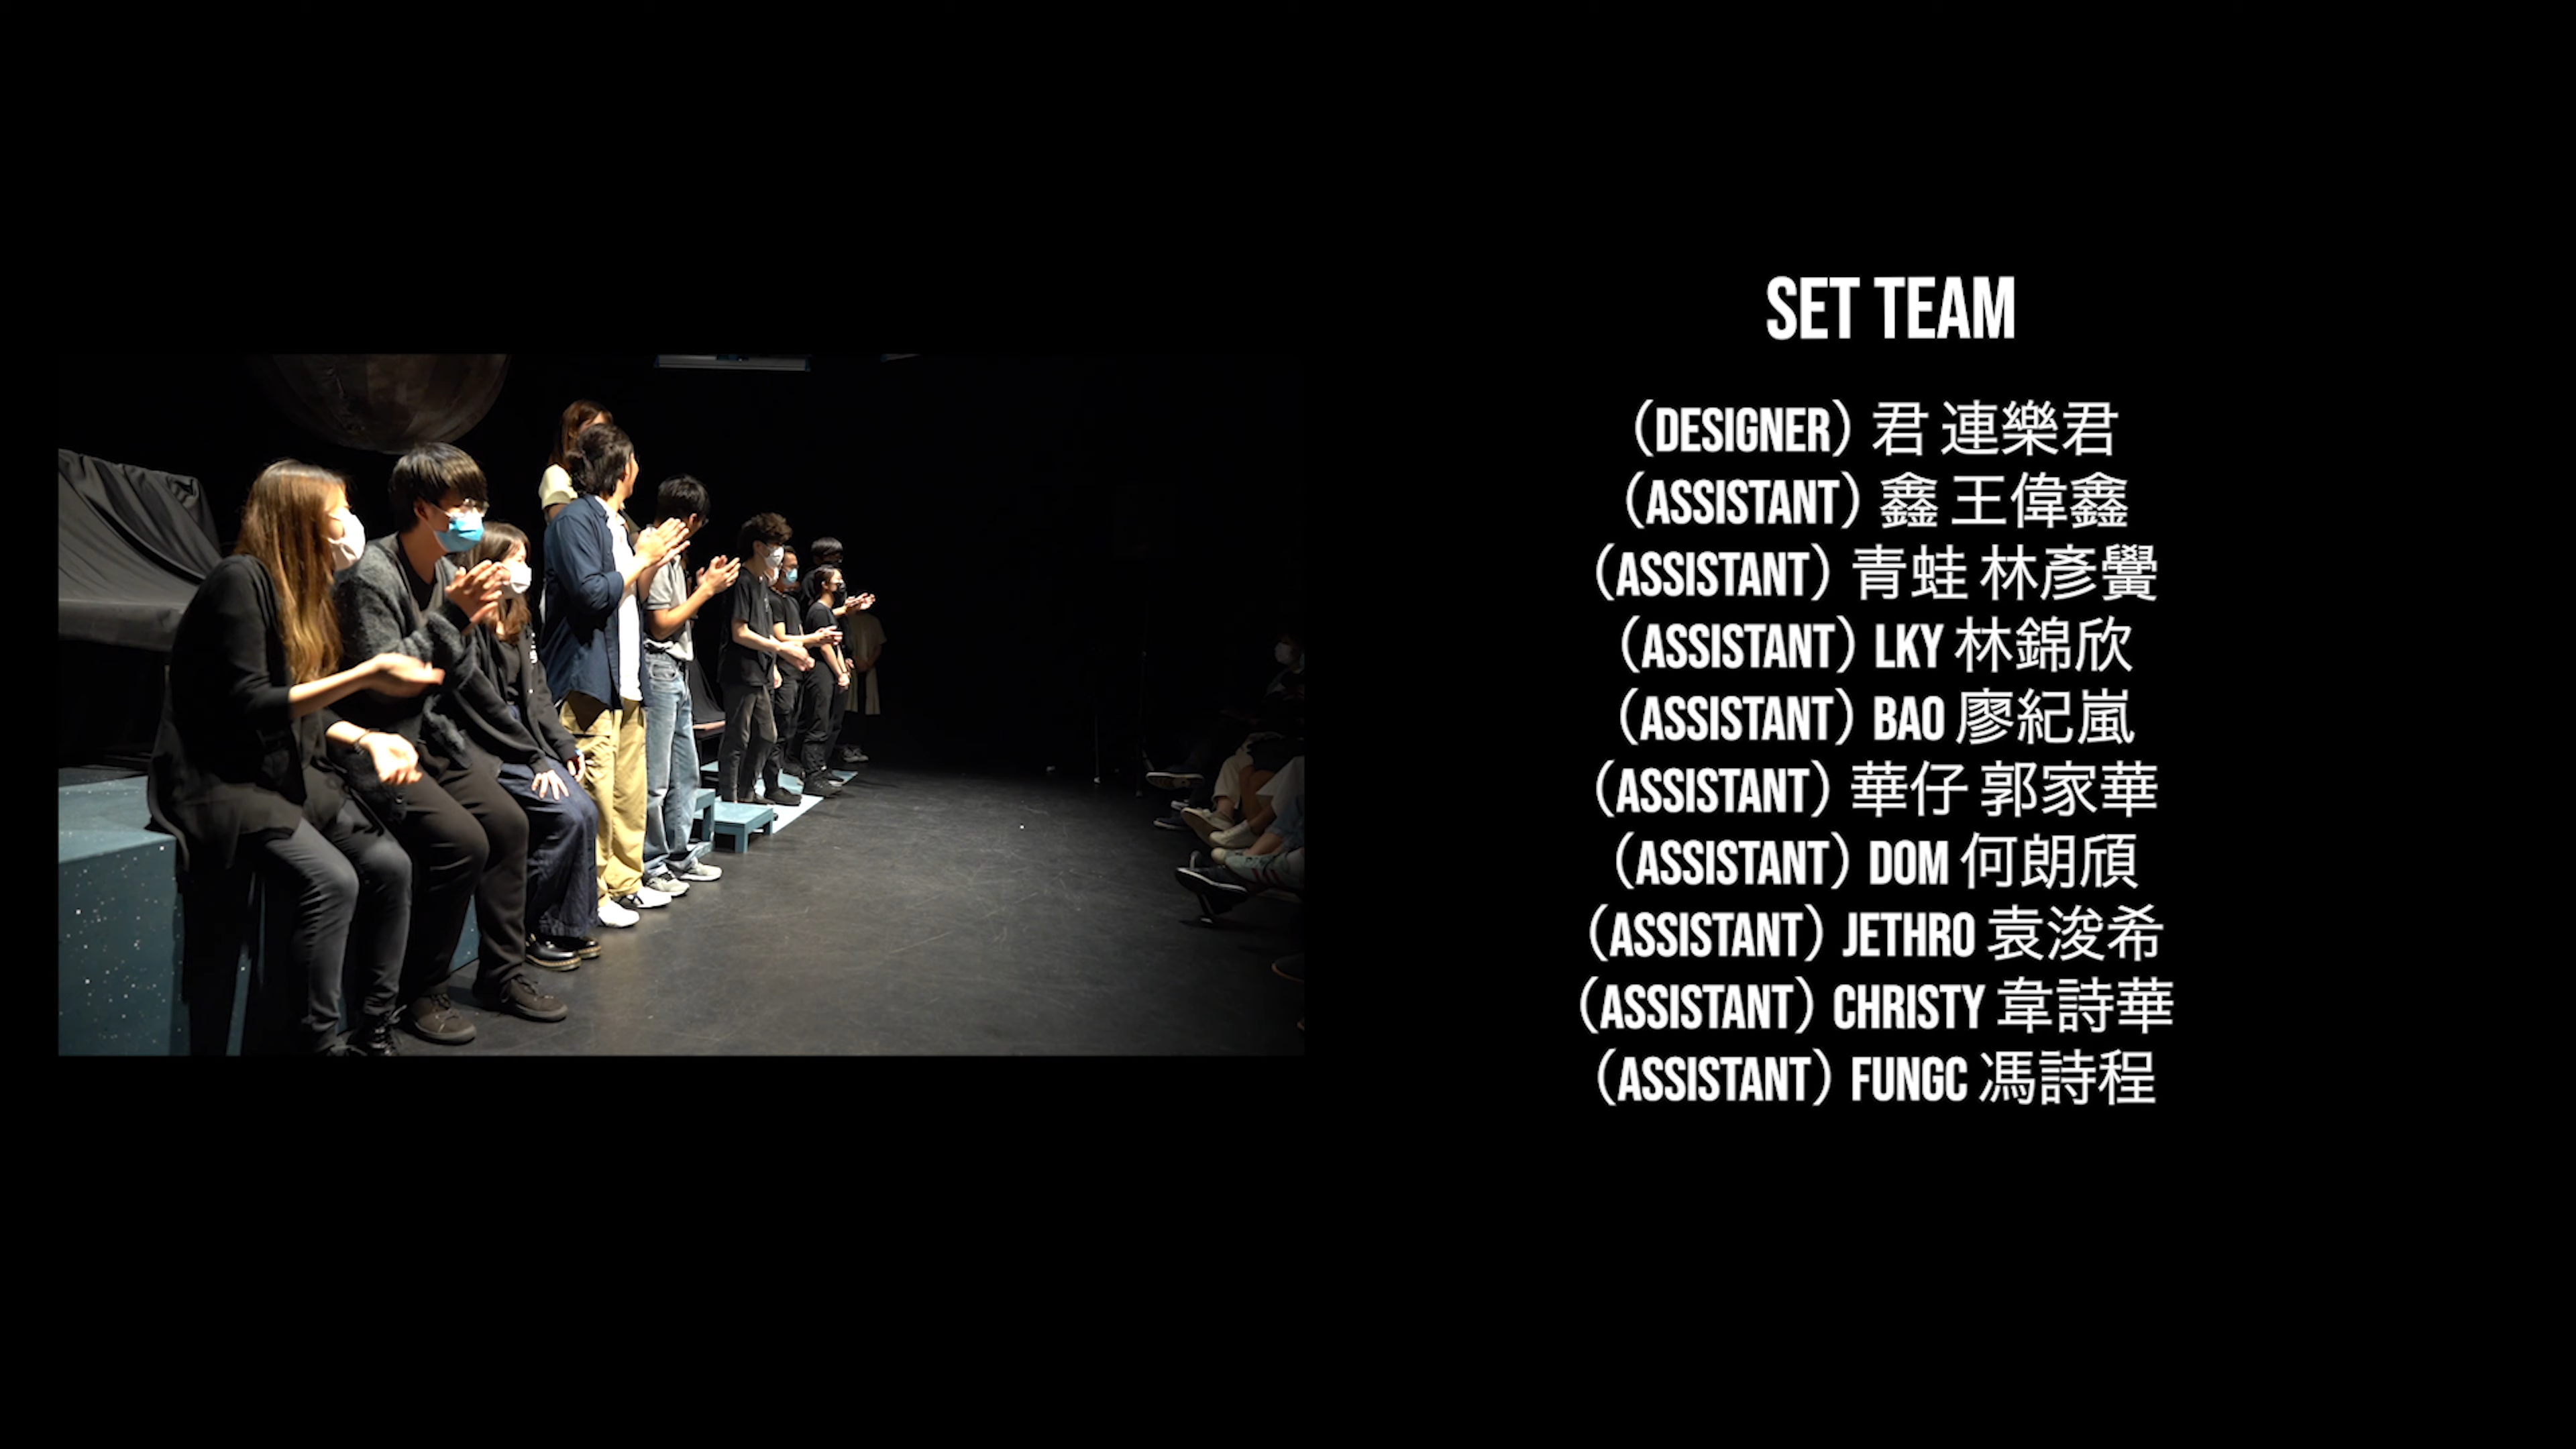 SET TEAM
(DESIGNER) 君 連樂君
(ASSISTANT) 鑫 王偉鑫
(ASSISTANT) 青蛙 林彥黌
(ASSISTANT) LKY 林錦欣
(ASSISTANT) BAO 廖紀嵐
(ASSISTANT) 華仔 郭家華
(ASSISTANT) DOM 何朗頎
(ASSISTANT) JETHRO 袁浚希
(ASSISTANT) CHRISTY 韋詩華
(ASSISTANT) FUNGC 馮詩程